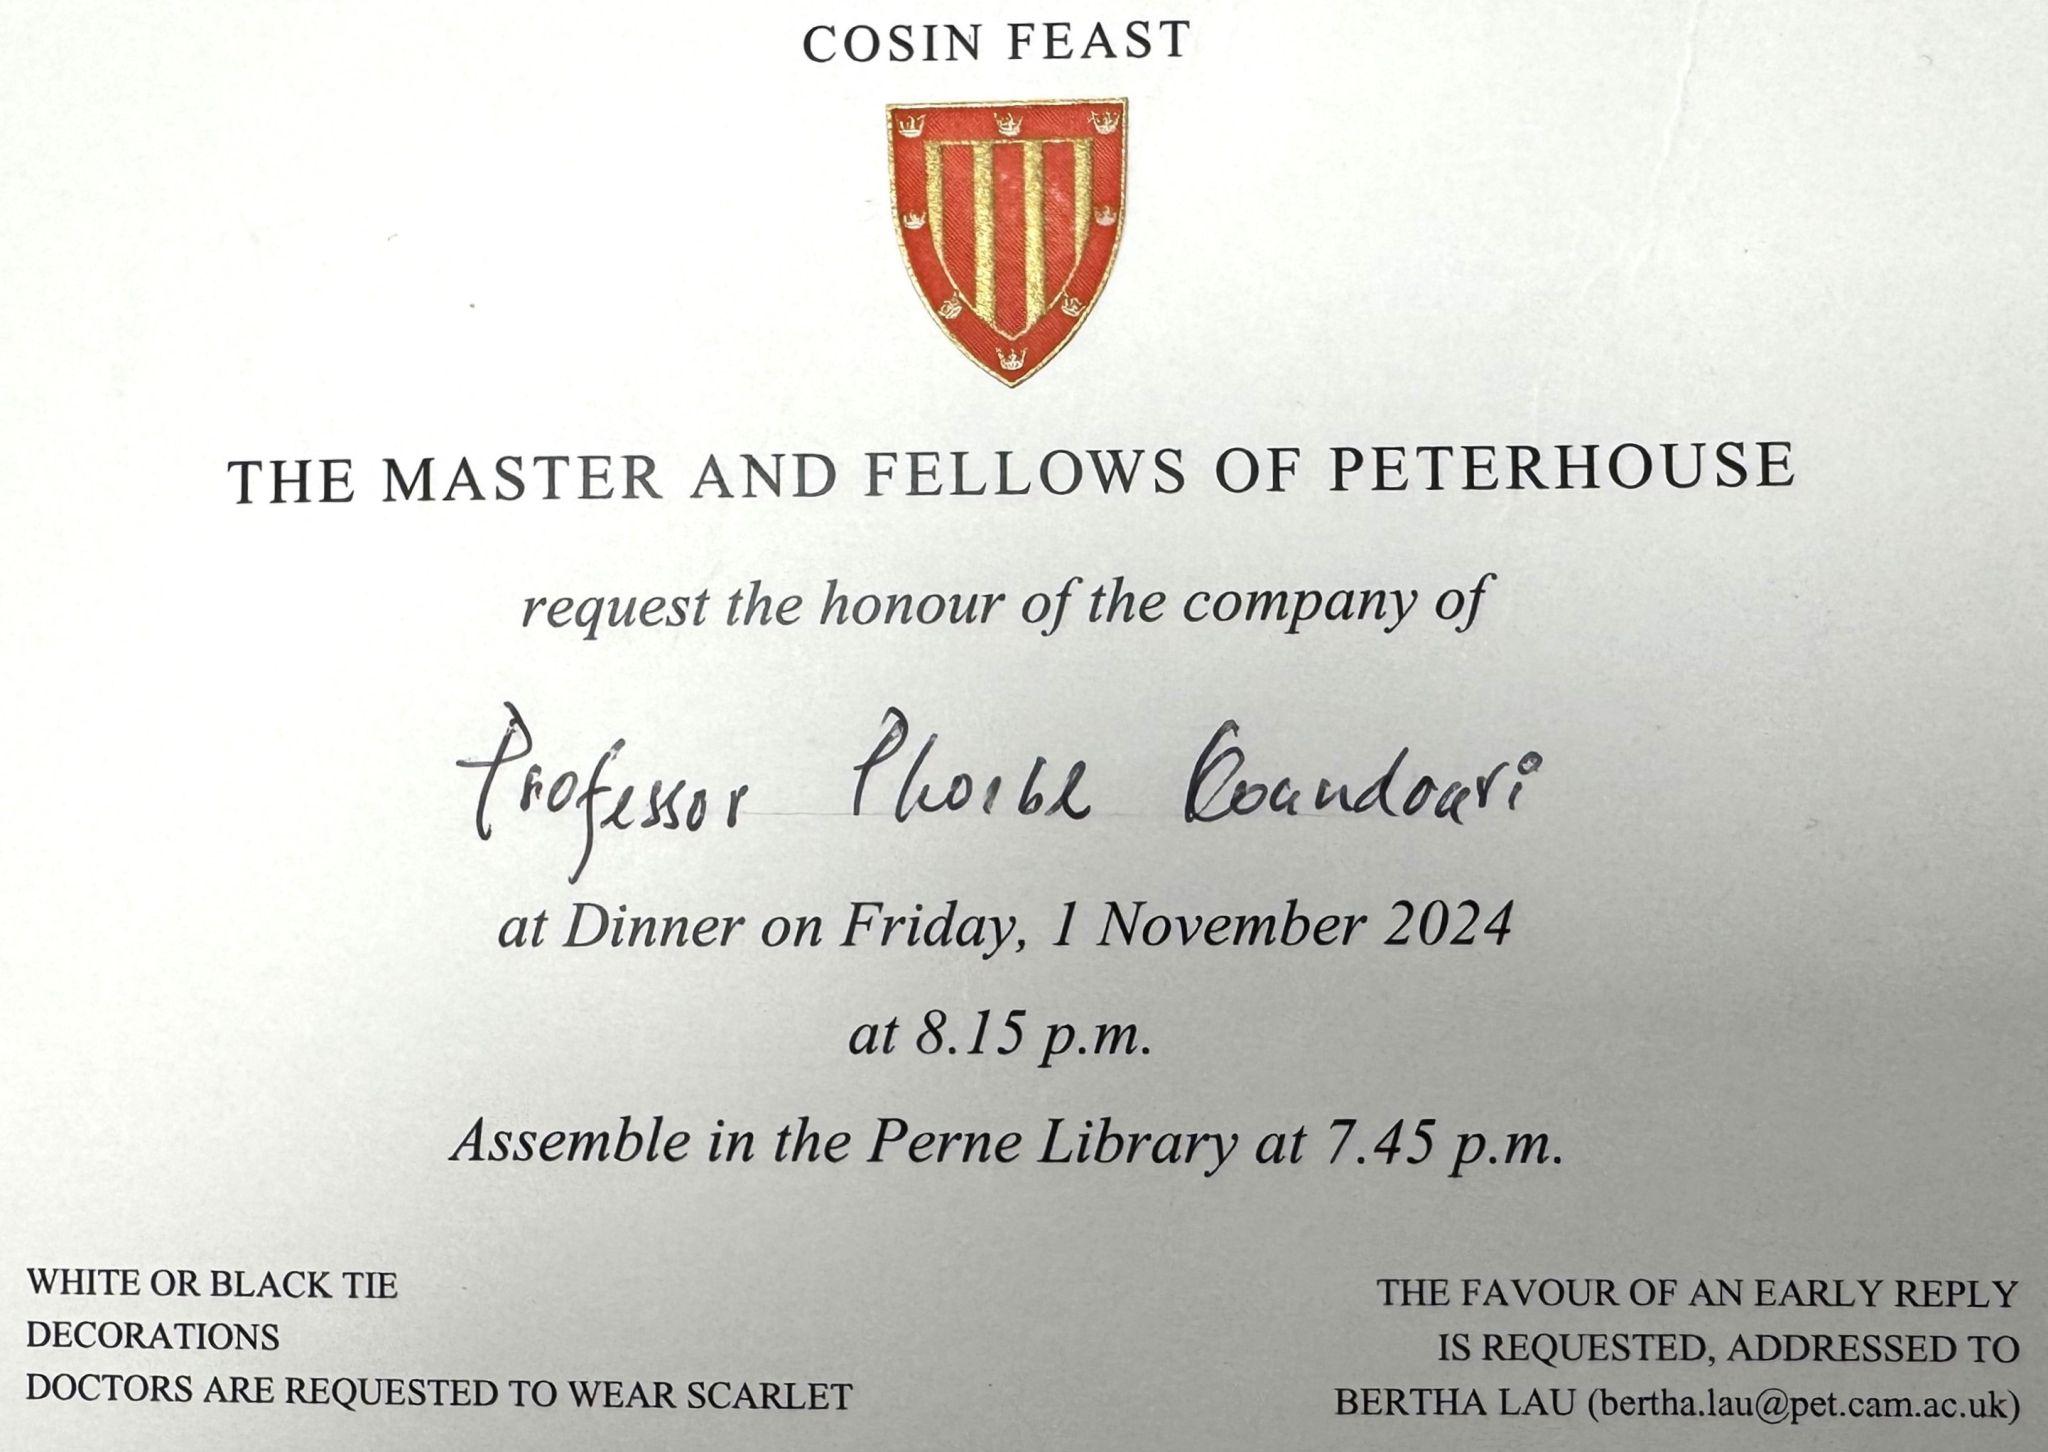 COSIN FEAST
THE MASTER AND FELLOWS OF PETERHOUSE
request the honour of the company of
Professor Phoebe
at Dinner on Friday, 1 November 2024
at 8.15 p.m.
Assemble in the Perne Library at 7.45 p.m.
WHITE OR BLACK TIE
DECORATIONS
DOCTORS ARE REQUESTED TO WEAR SCARLET
THE FAVOUR OF AN EARLY REPLY
IS REQUESTED, ADDRESSED TO
BERTHA LAU (bertha.lau@pet.cam.ac.uk)